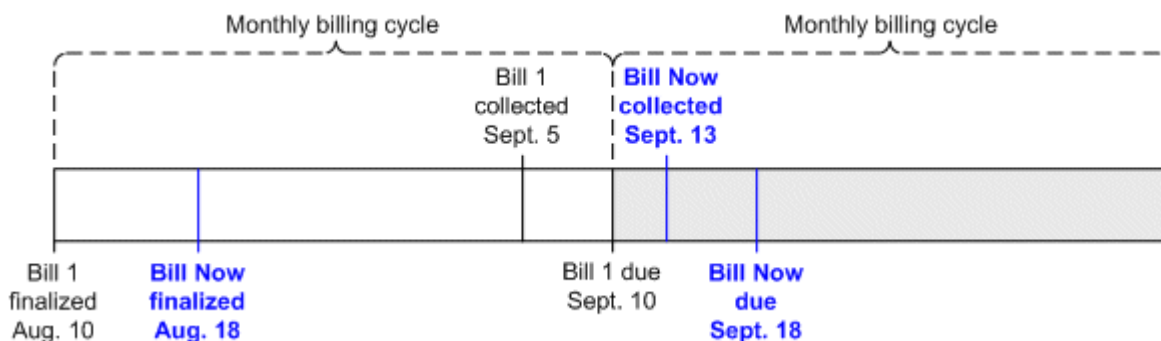 Monthly billing cycle
Monthly billing cycle
Bill 1
collected
Sept. 5
Bill Now
collected
Sept. 13
Bill 1
finalized
Aug. 10
Bill Now
finalized
Aug. 18
Bill 1 due
Sept. 10
Bill Now
due
Sept. 18